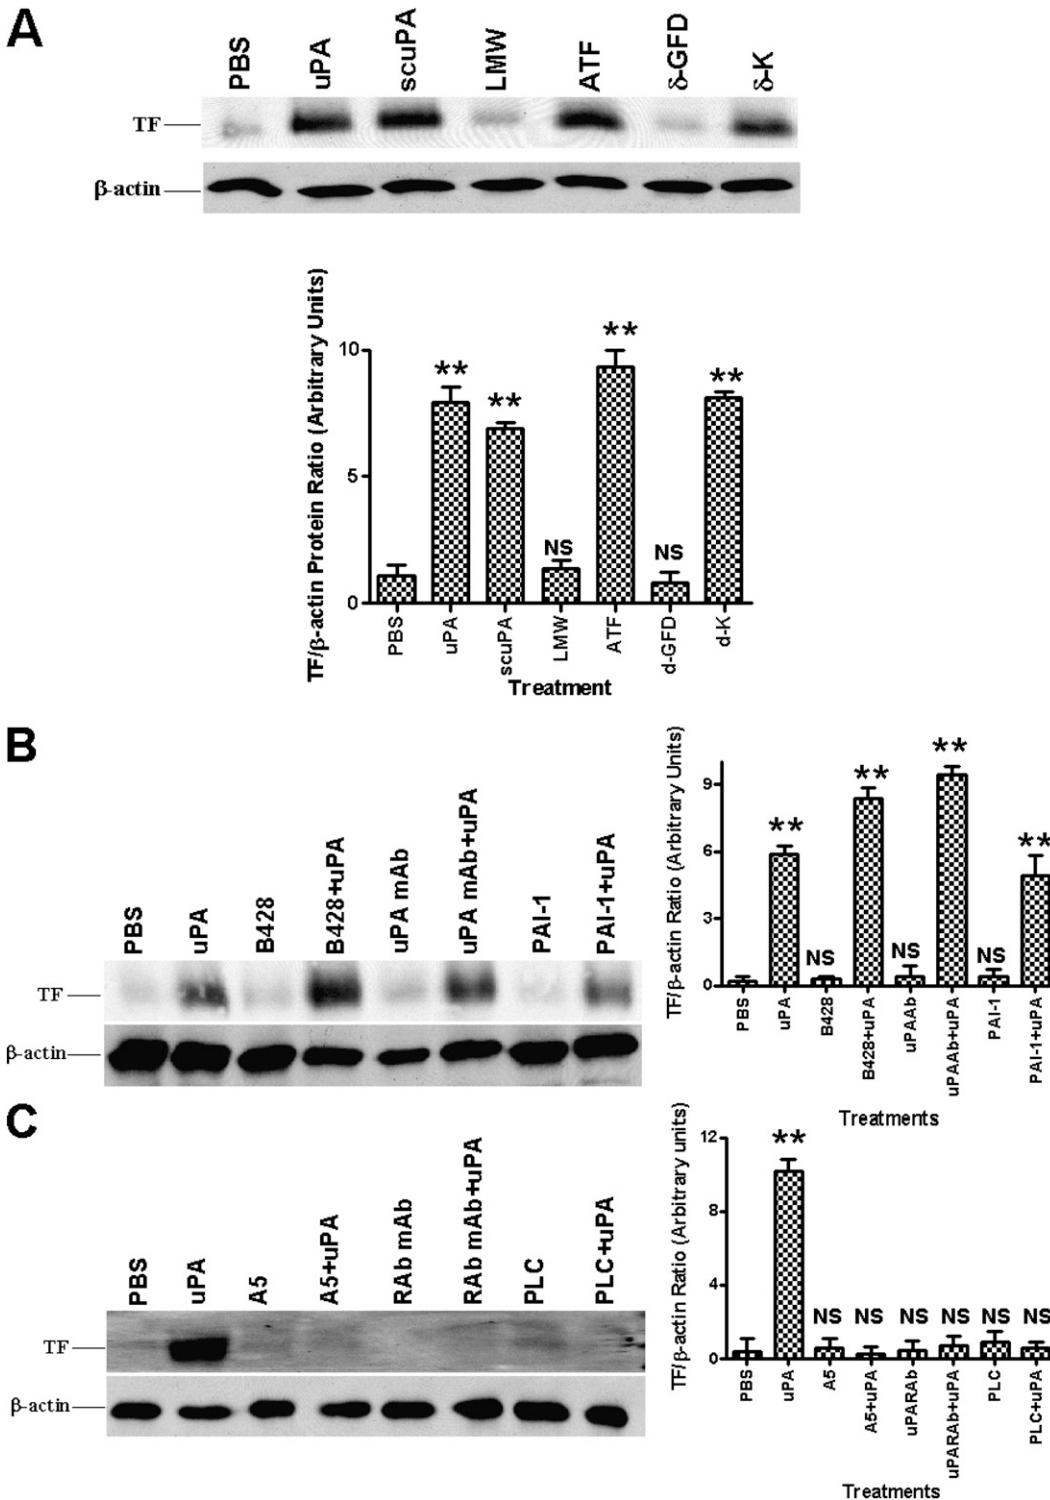 A
PBS uPA scuPA LMW ATF δ-GFD δ-K
TF
β-actin
TF/β-actin Protein Ratio (Arbitrary Units)
10
5
0
** ** NS ** NS **
PBS uPA scuPA LMW ATF d-GFD d-K
Treatment
B
PBS uPA B428 B428+uPA uPA mAb uPA mAb+uPA PAI-1 PAI-1+uPA
TF
β-actin
TF/β-actin Ratio (Arbitrary Units)
9
6
3
0
** NS ** NS ** NS **
PBS uPA B428 B428+uPA uPAAb uPAAb+uPA PAI-1 PAI-1+uPA
Treatments
C
PBS uPA A5 A5+uPA RAb mAb RAb mAb+uPA PLC PLC+uPA
TF
β-actin
TF/β-actin Ratio (Arbitrary units)
12
8
4
0
** NS NS NS NS NS NS
PBS uPA A5 A5+uPA uPARAb uPARAb+uPA PLC PLC+uPA
Treatments